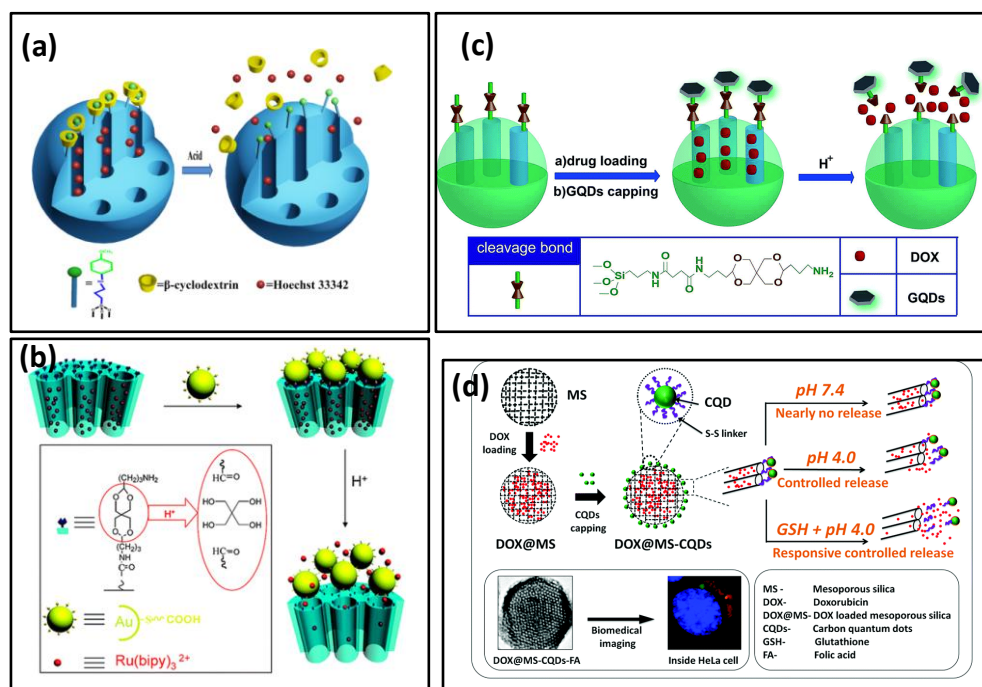 (a)
Acid
=
=β-cyclodextrin
=Hoechst 33342
(b)
H⁺
(CH₂)₃NH₂
O O
O O
(CH₂)₃
NH
C=O
H⁺
HC=O
HO OH
HO OH
HC=O
Au
S COOH
Ru(bipy)₃ ²⁺
(c)
a)drug loading
b)GQDs capping
H⁺
cleavage bond
O
O Si
O
N
H
O
O
H
N
O O
O O
NH₂
DOX
GQDs
(d)
MS
DOX
loading
DOX@MS
CQDs
capping
CQD
S-S linker
DOX@MS-CQDs
pH 7.4
Nearly no release
pH 4.0
Controlled release
GSH + pH 4.0
Responsive controlled release
DOX@MS-CQDs-FA
Biomedical
imaging
Inside HeLa cell
MS - Mesoporous silica
DOX- Doxorubicin
DOX@MS- DOX loaded mesoporous silica
CQDs- Carbon quantum dots
GSH- Glutathione
FA- Folic acid